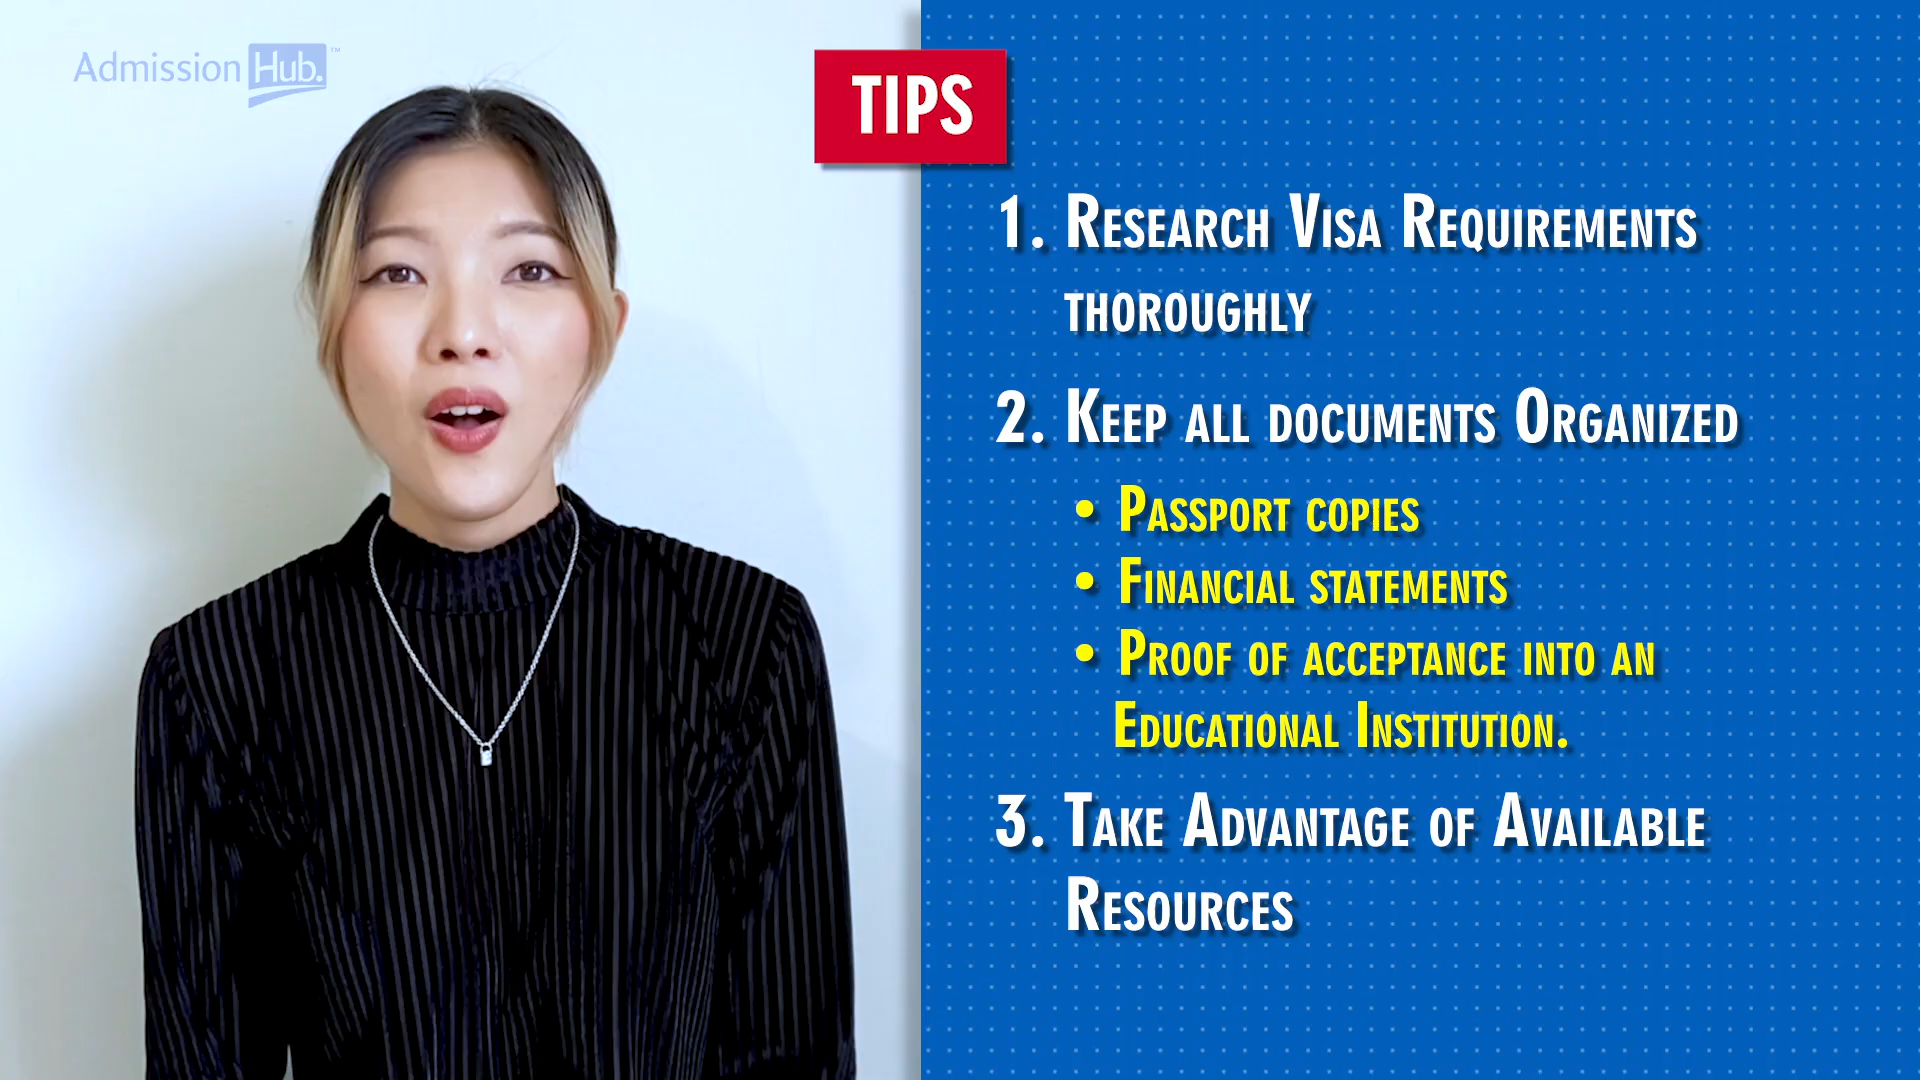 Admission Hub.™
TIPS
1. Research Visa Requirements
thoroughly
2. Keep all documents Organized
• Passport copies
• Financial statements
• Proof of acceptance into an
Educational Institution.
3. Take Advantage of Available
Resources